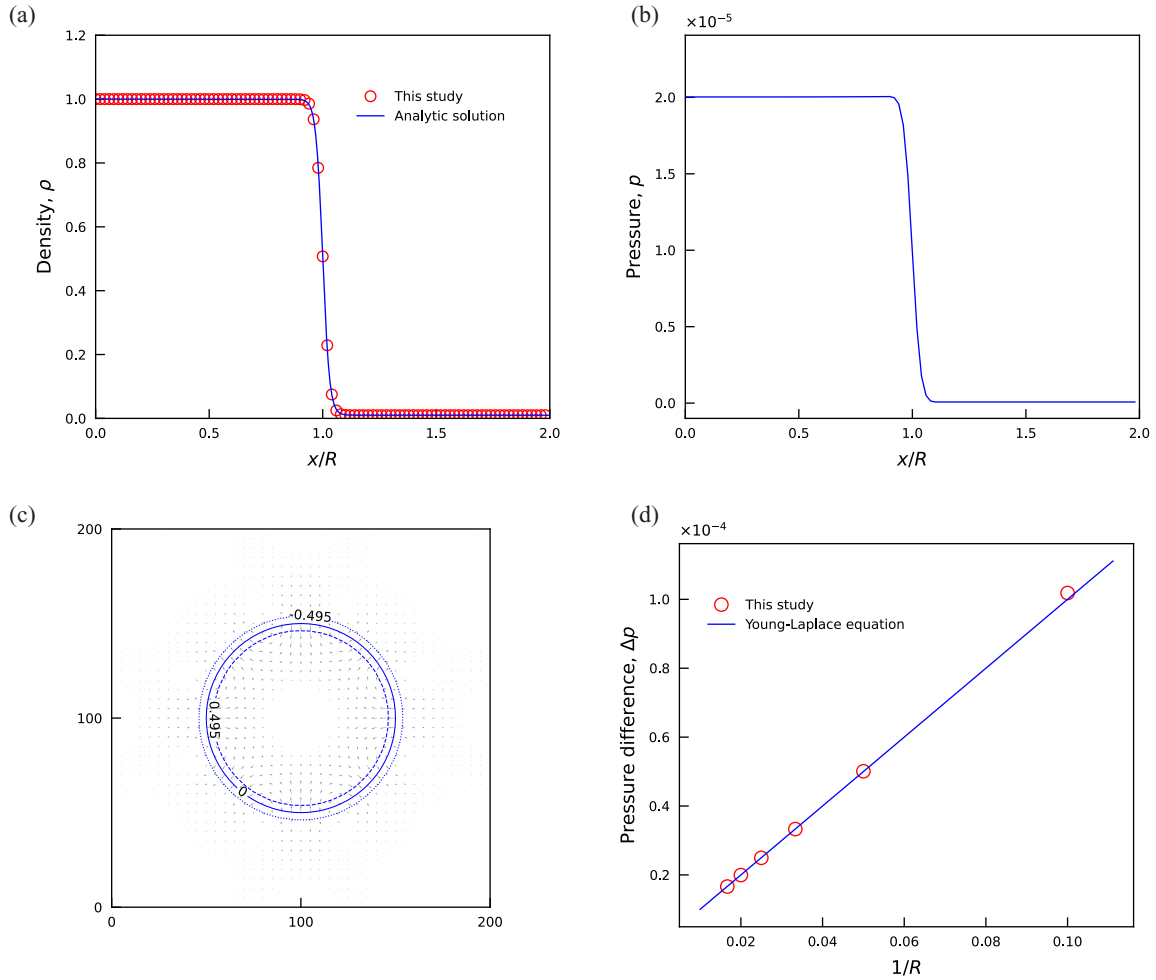 (a)
1.2
1.0
0.8
0.6
0.4
0.2
0.0
Density, ρ
This study
Analytic solution
0.0 0.5 1.0 1.5 2.0
x/R
(b)
×10⁻⁵
2.0
1.5
1.0
0.5
0.0
Pressure, p
0.0 0.5 1.0 1.5 2.0
x/R
(c)
200
100
0
-0.495
0.495
0
0 100 200
(d)
×10⁻⁴
1.0
0.8
0.6
0.4
0.2
Pressure difference, Δp
This study
Young-Laplace equation
0.02 0.04 0.06 0.08 0.10
1/R